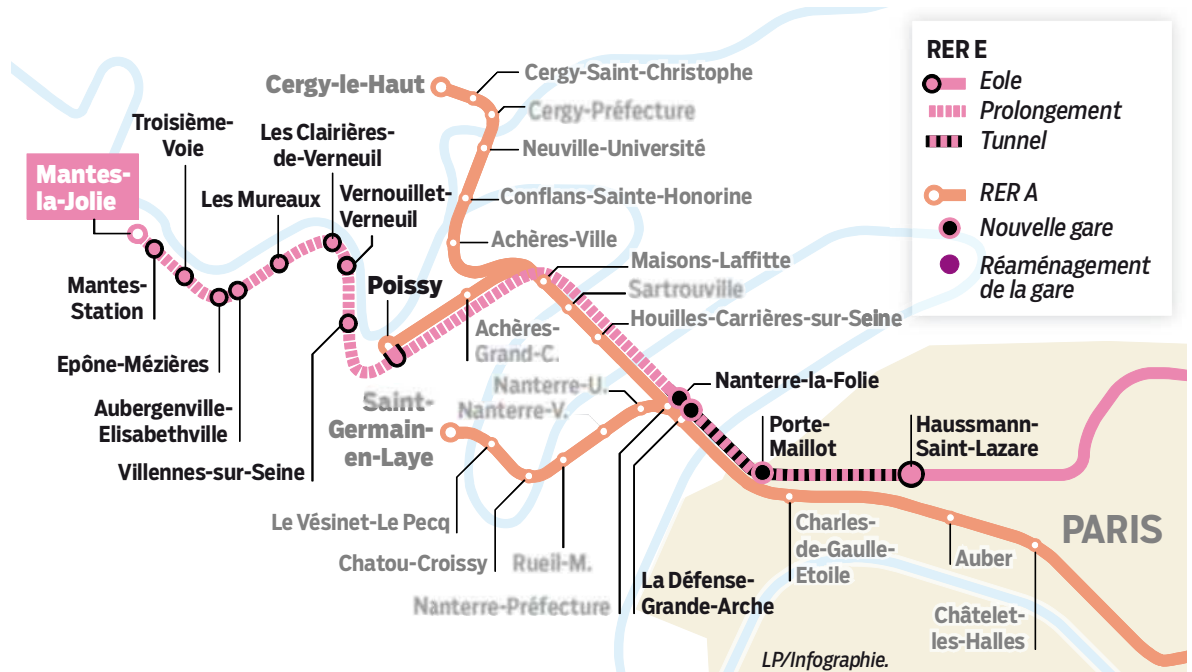 RER E
Eole
Prolongement
Tunnel
RER A
Nouvelle gare
Réaménagement
de la gare
Cergy-le-Haut
Cergy-Saint-Christophe
Cergy-Préfecture
Neuville-Université
Conflans-Sainte-Honorine
Achères-Ville
Troisième-
Voie
Les Clairières-
de-Verneuil
Mantes-
la-Jolie
Les Mureaux
Vernouillet-
Verneuil
Mantes-
Station
Poissy
Maisons-Laffitte
Sartrouville
Houilles-Carrières-sur-Seine
Achères-
Grand-C.
Epône-Mézières
Aubergenville-
Elisabethville
Villennes-sur-Seine
Saint-
Germain-
en-Laye
Nanterre-U.
Nanterre-V.
Nanterre-la-Folie
Porte-
Maillot
Haussmann-
Saint-Lazare
Le Vésinet-Le Pecq
Chatou-Croissy
Rueil-M.
Nanterre-Préfecture
La Défense-
Grande-Arche
Charles-
de-Gaulle-
Etoile
Auber
PARIS
Châtelet-
les-Halles
LP/Infographie.